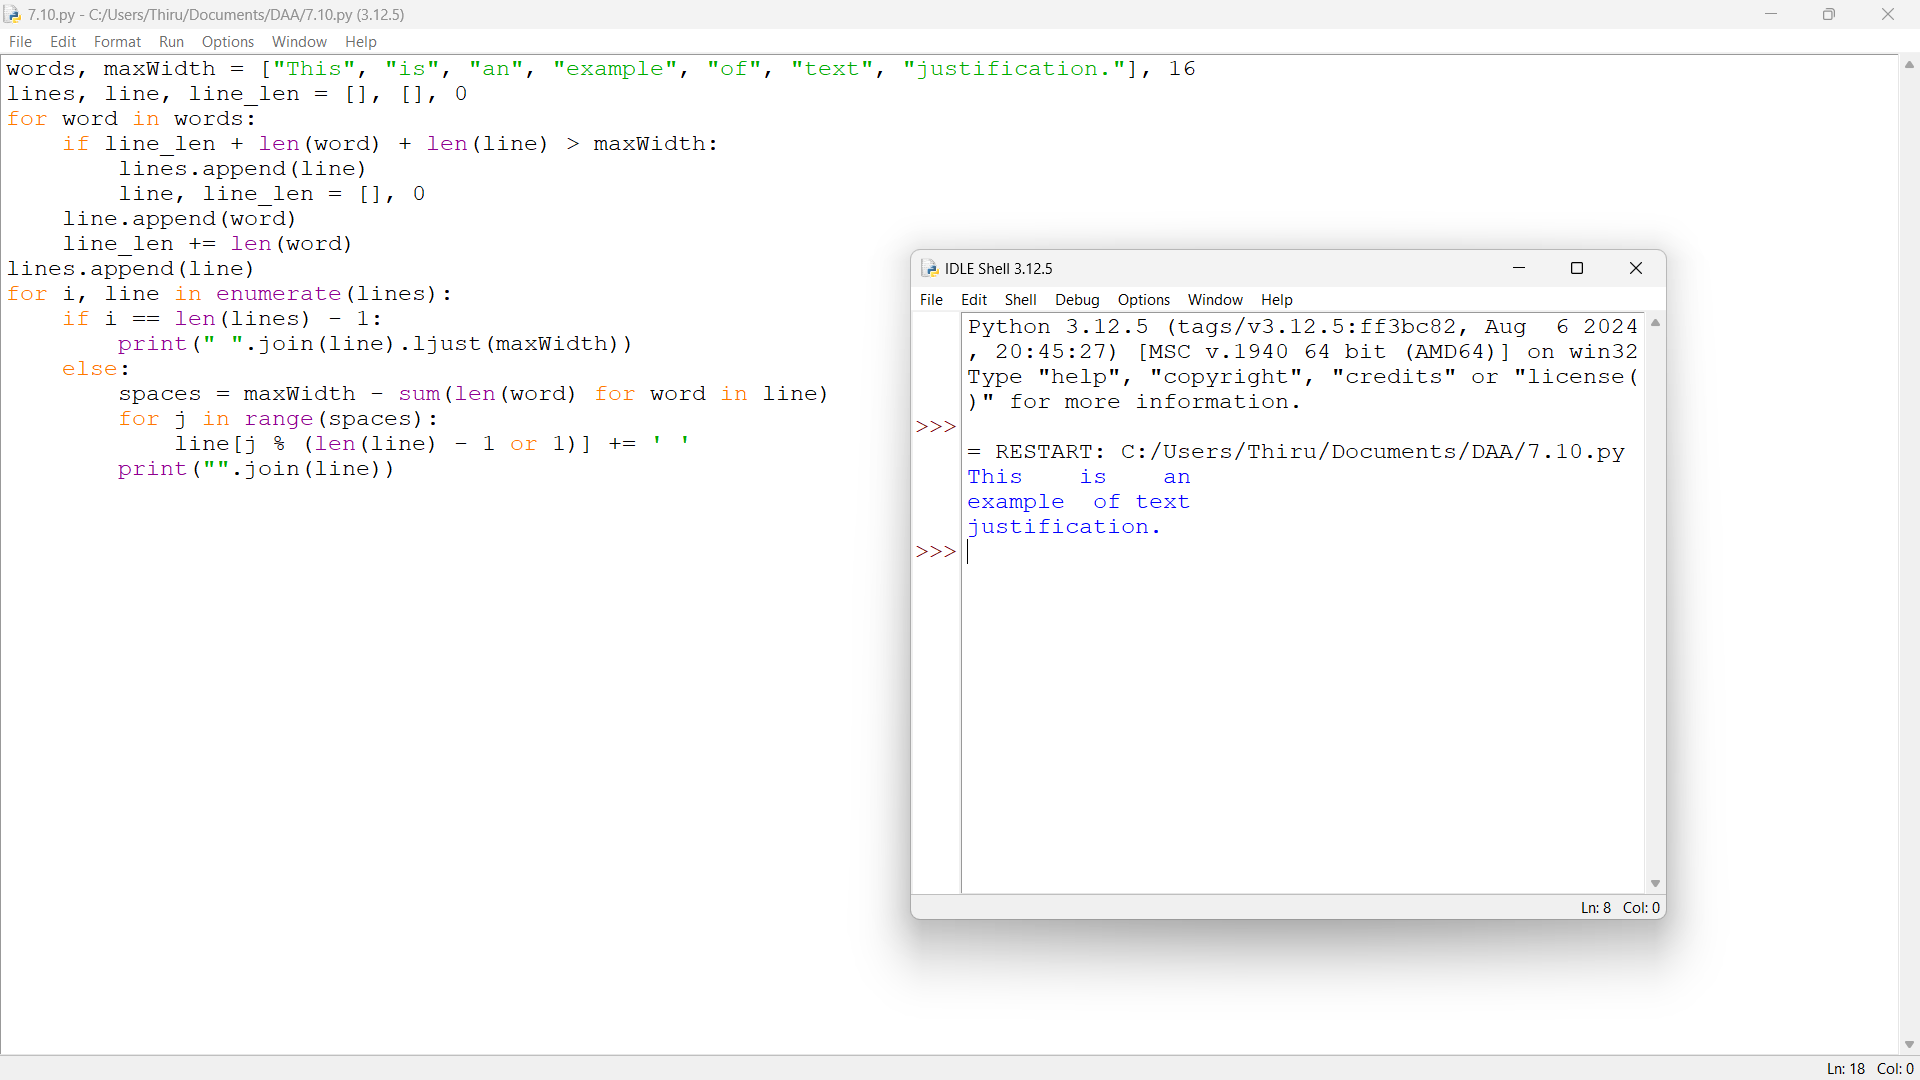 7.10.py - C:/Users/Thiru/Documents/DAA/7.10.py (3.12.5)
File Edit Format Run Options Window Help
words, maxWidth = ["This", "is", "an", "example", "of", "text", "justification."], 16
lines, line, line_len = [], [], 0
for word in words:
    if line_len + len(word) + len(line) > maxWidth:
        lines.append(line)
        line, line_len = [], 0
    line.append(word)
    line_len += len(word)
lines.append(line)
for i, line in enumerate(lines):
    if i == len(lines) - 1:
        print(" ".join(line).ljust(maxWidth))
    else:
        spaces = maxWidth - sum(len(word) for word in line)
        for j in range(spaces):
            line[j % (len(line) - 1 or 1)] += ' '
        print("".join(line))
IDLE Shell 3.12.5
File Edit Shell Debug Options Window Help
Python 3.12.5 (tags/v3.12.5:ff3bc82, Aug  6 2024
, 20:45:27) [MSC v.1940 64 bit (AMD64)] on win32
Type "help", "copyright", "credits" or "license(
)" for more information.
>>>
= RESTART: C:/Users/Thiru/Documents/DAA/7.10.py
This    is    an
example  of text
justification.
>>>
Ln: 8 Col: 0
Ln: 18 Col: 0